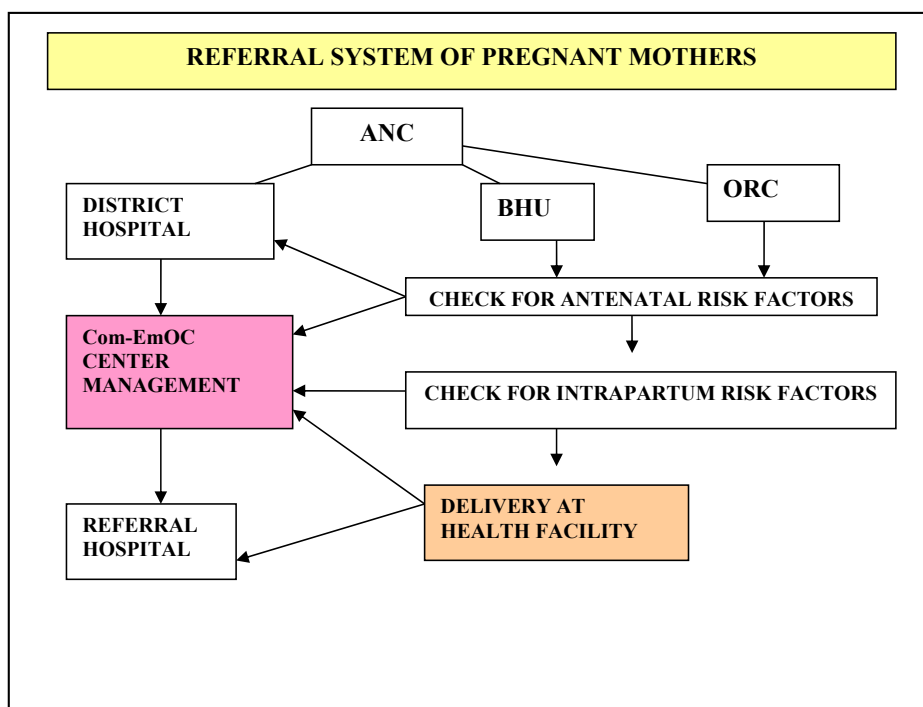 REFERRAL SYSTEM OF PREGNANT MOTHERS
ANC
DISTRICT
HOSPITAL
BHU
ORC
CHECK FOR ANTENATAL RISK FACTORS
Com-EmOC
CENTER
MANAGEMENT
CHECK FOR INTRAPARTUM RISK FACTORS
REFERRAL
HOSPITAL
DELIVERY AT
HEALTH FACILITY